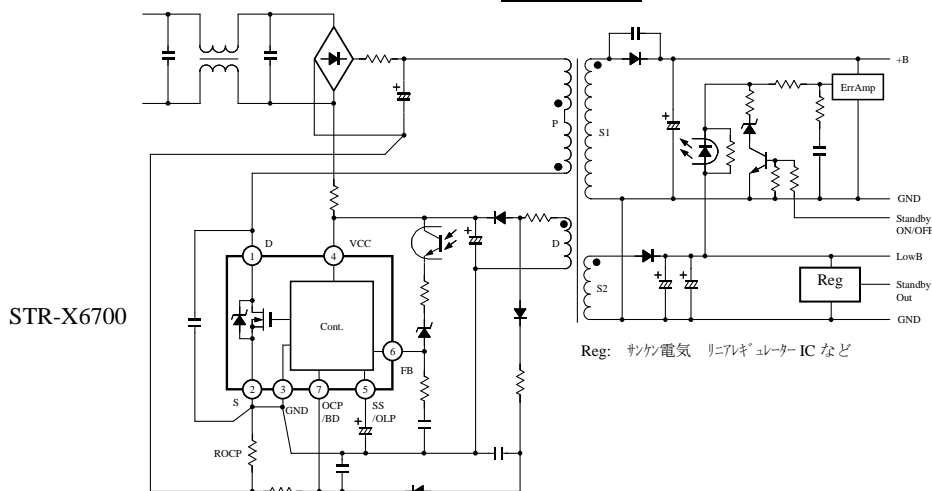 +B
ErrAmp
P
S1
GND
Standby
ON/OFF
D
VCC
D
LowB
1
4
S2
Reg
Standby
Out
STR-X6700
Cont.
GND
6
FB
Reg: サンケン電気 リニアレギュレーター IC など
2
3
7
5
S
GND
OCP
/BD
SS
/OLP
ROCP